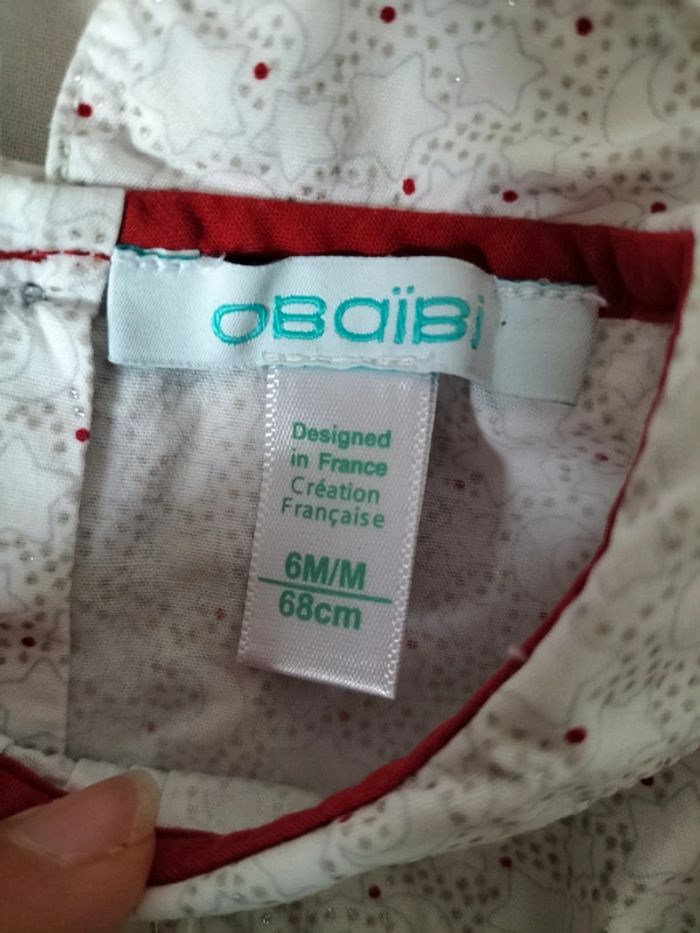 OBaïBi
Designed
in France
Création
Française
6M/M
68cm